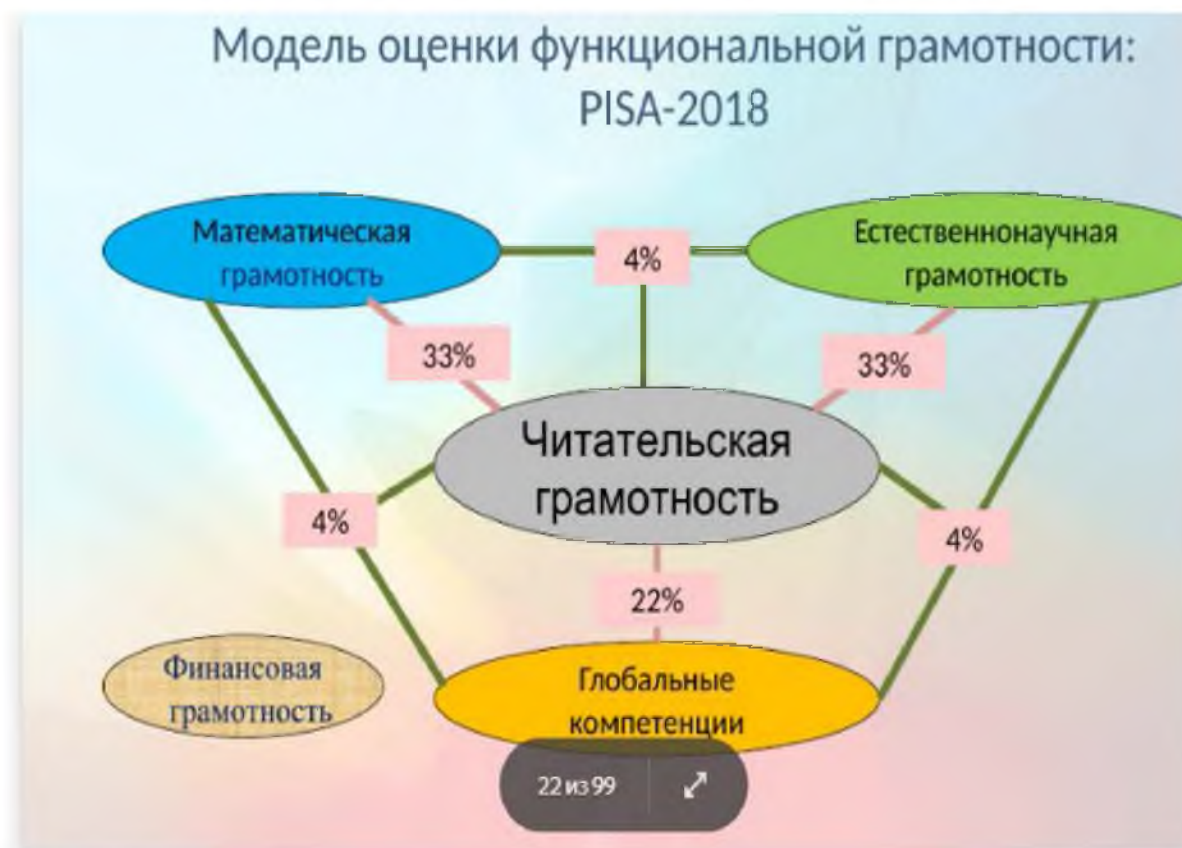 Модель оценки функциональной грамотности:
PISA-2018
Математическая
грамотность
4%
Естественнонаучная
грамотность
33%
33%
Читательская
грамотность
4%
4%
22%
Финансовая
грамотность
Глобальные
компетенции
22 из 99